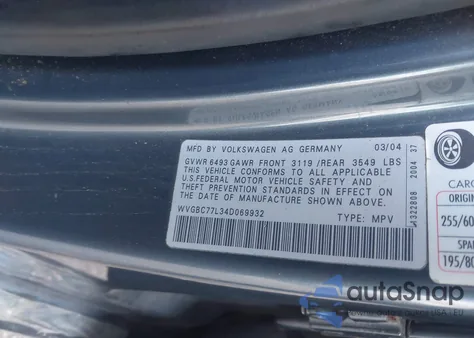 MFD BY VOLKSWAGEN AG GERMANY 03/04
GVWR 6493 GAWR FRONT 3119 /REAR 3549 LBS
THIS VEHICLE CONFORMS TO ALL APPLICABLE
U.S.FEDERAL MOTOR VEHICLE SAFETY AND
THEFT PREVENTION STANDARDS IN EFFECT ON
THE DATE OF MANUFACTURE SHOWN ABOVE
WVGBC77L34D069932 TYPE: MPV
4322808 2004 37
CARG
ORIGIN
255/60
SPA
195/80
autoSnap